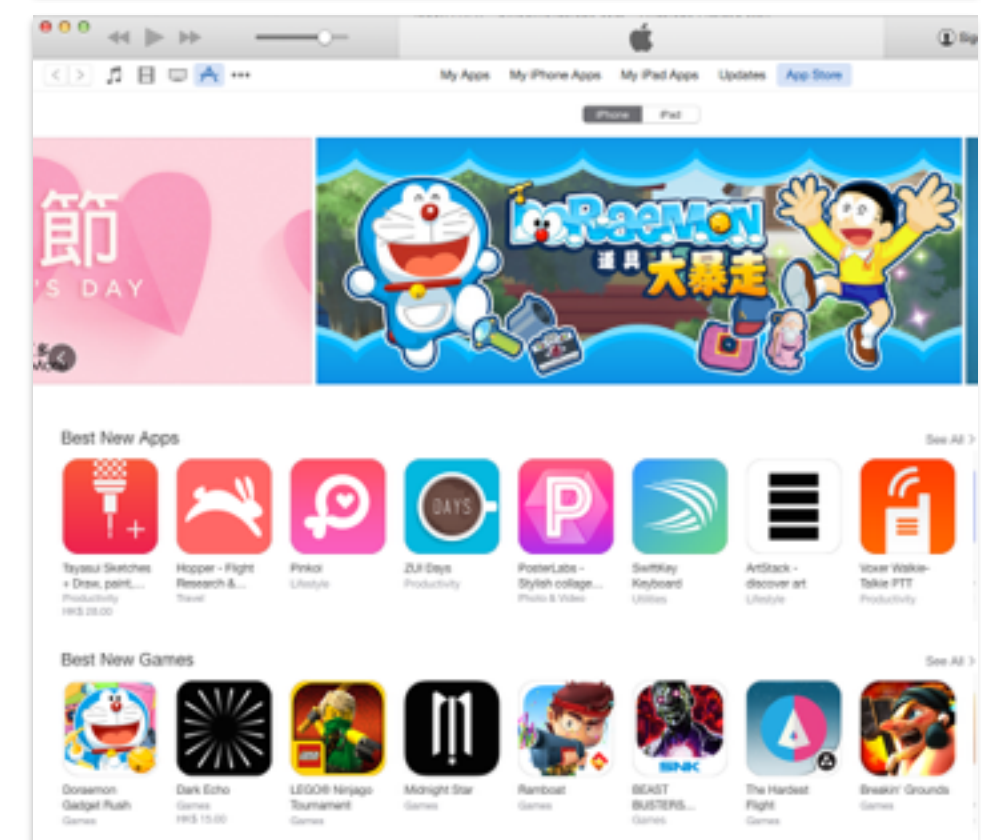 My Apps My iPhone Apps My iPad Apps Updates App Store
iPhone iPad
節
'S DAY
DORAEMON
道具
大暴走
Best New Apps
See All >
DAYS
P
Tayasui Sketches + Draw, paint,...
Productivity
HK$ 28.00
Hopper - Flight Research &...
Travel
Pinkoi
Lifestyle
ZUI Days
Productivity
PosterLabs - Stylish collage...
Photo & Video
SwiftKey Keyboard
Utilities
ArtStack - discover art
Lifestyle
Voxer Walkie-Talkie PTT
Productivity
Best New Games
See All >
LEGO
SNK
Doraemon Gadget Rush
Games
Dark Echo
Games
HK$ 15.00
LEGO® Ninjago Tournament
Games
Midnight Star
Games
Ramboat
Games
BEAST BUSTERS...
Games
The Hardest Flight
Games
Breakin' Grounds
Games